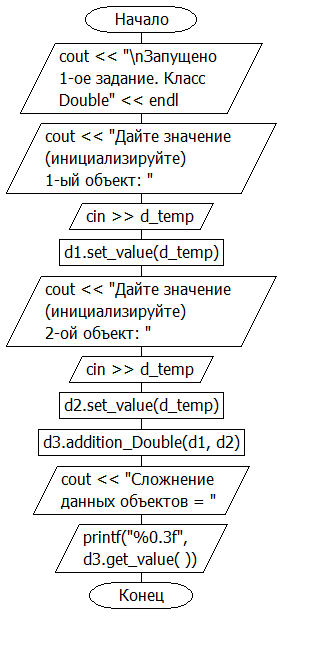 Начало
cout << "\nЗапущено
1-ое задание. Класс
Double" << endl
cout << "Дайте значение
(инициализируйте)
1-ый объект: "
cin >> d_temp
d1.set_value(d_temp)
cout << "Дайте значение
(инициализируйте)
2-ой объект: "
cin >> d_temp
d2.set_value(d_temp)
d3.addition_Double(d1, d2)
cout << "Сложнение
данных объектов = "
printf("%0.3f",
d3.get_value( ))
Конец